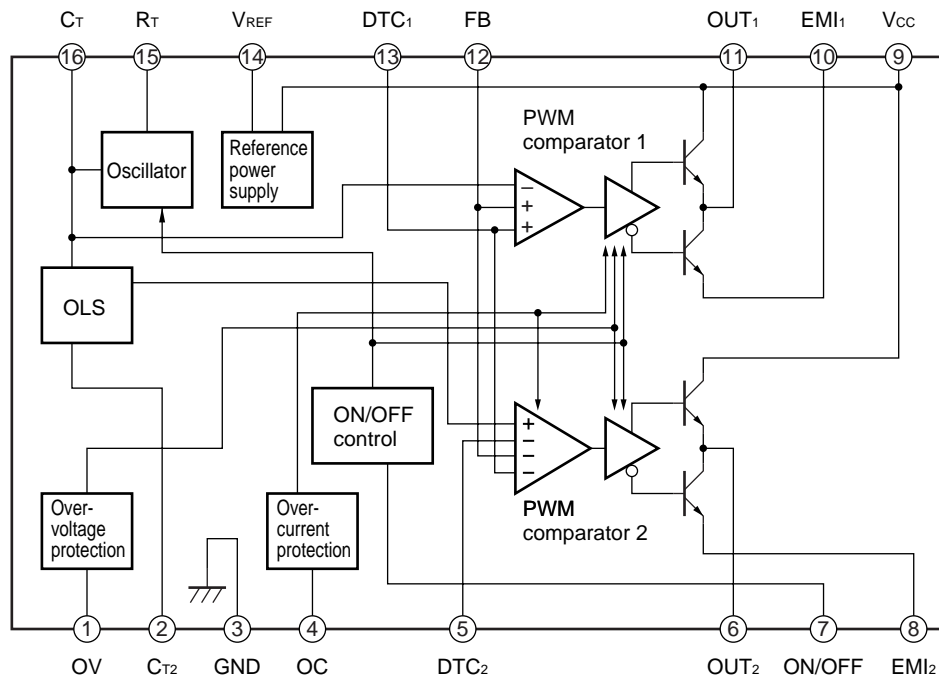 CT RT VREF DTC1 FB OUT1 EMI1 VCC
16 15 14 13 12 11 10 9
PWM
comparator 1
Oscillator
Reference
power
supply
−
+
+
OLS
ON/OFF
control
+
−
−
−
Over-
voltage
protection
Over-
current
protection
PWM
comparator 2
1 2 3 4 5 6 7 8
OV CT2 GND OC DTC2 OUT2 ON/OFF EMI2